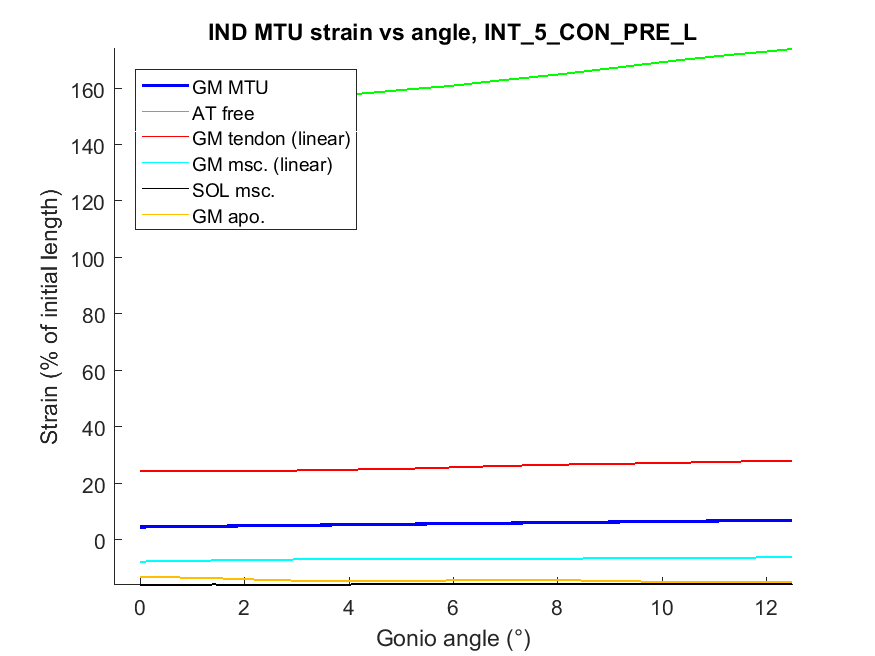 IND MTU strain vs angle, INT_5_CON_PRE_L
160
140
120
100
80
60
40
20
0
Strain (% of initial length)
GM MTU
AT free
GM tendon (linear)
GM msc. (linear)
SOL msc.
GM apo.
0 2 4 6 8 10 12
Gonio angle (°)